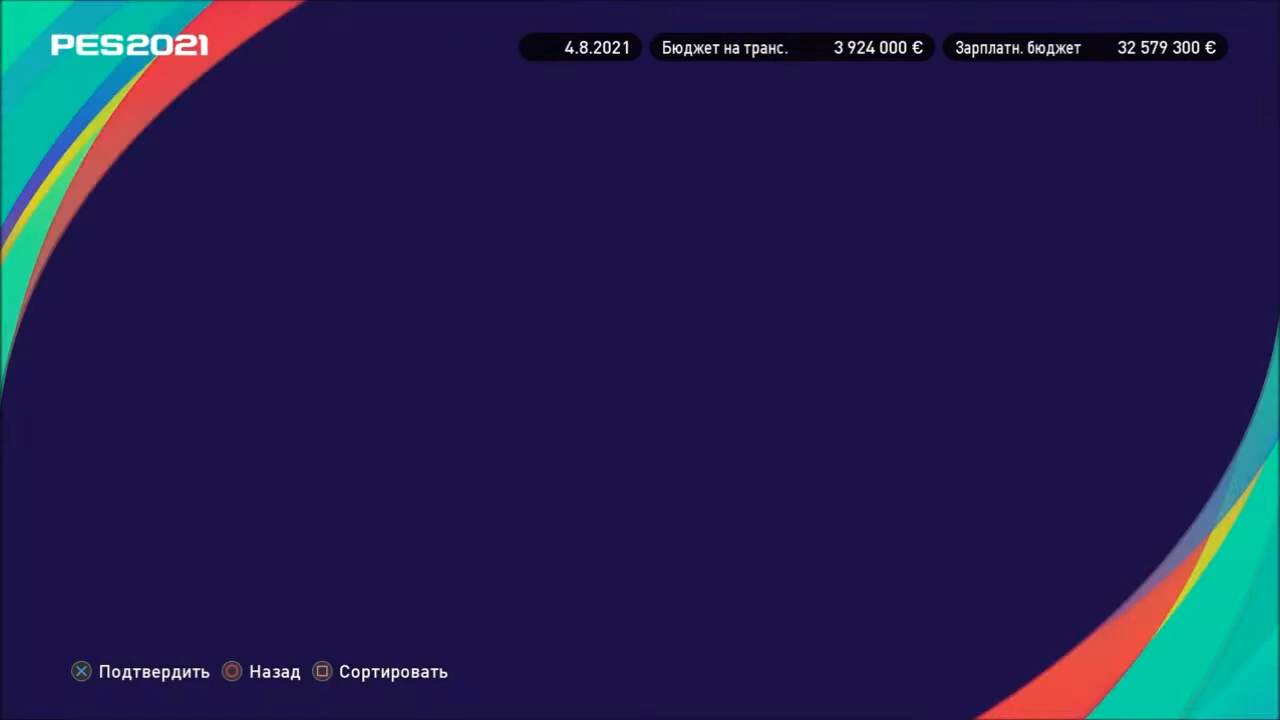 PES2021
4.8.2021 Бюджет на транс. 3 924 000 € Зарплатн. бюджет 32 579 300 €
Подтвердить Назад Сортировать